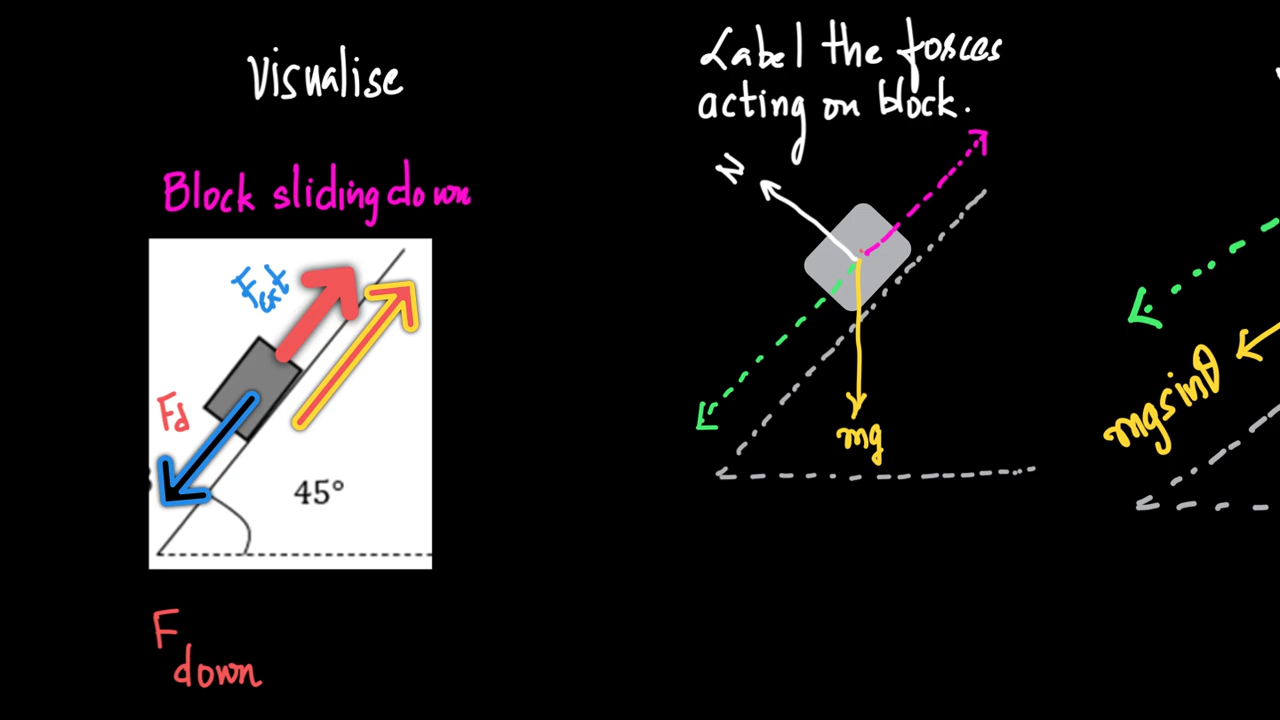 Visualise
Block sliding down
Fext
Fd
45°
F
down
Label the forces
acting on block.
N
mg
mgsinθ